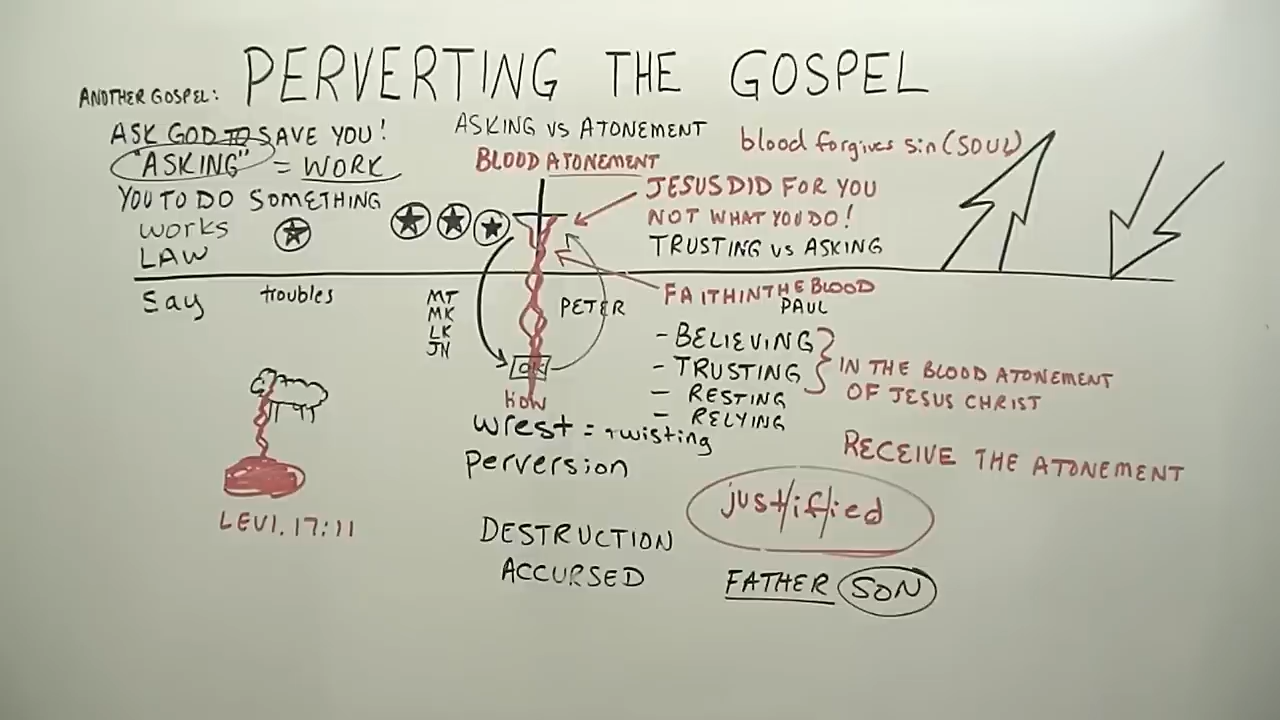 PERVERTING THE GOSPEL
ANOTHER GOSPEL:
ASK GOD TO SAVE YOU!
"ASKING" = WORK
YOU TO DO SOMETHING
WORKS
LAW
ASKING VS ATONEMENT
BLOOD ATONEMENT
blood forgives sin (SOUL)
JESUS DID FOR YOU
NOT WHAT YOU DO!
TRUSTING vs ASKING
Say
troubles
MT
MK
LK
JN
PETER
FAITH IN THE BLOOD
PAUL
- BELIEVING
- TRUSTING
- RESTING
- RELYING
IN THE BLOOD ATONEMENT
OF JESUS CHRIST
HOW
wrest = twisting
perversion
RECEIVE THE ATONEMENT
LEVI. 17:11
just/if/ied
DESTRUCTION
ACCURSED
FATHER SON